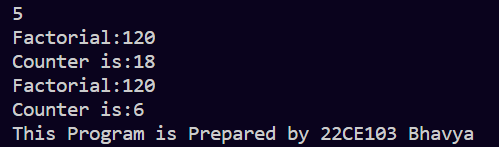 5
Factorial:120
Counter is:18
Factorial:120
Counter is:6
This Program is Prepared by 22CE103 Bhavya